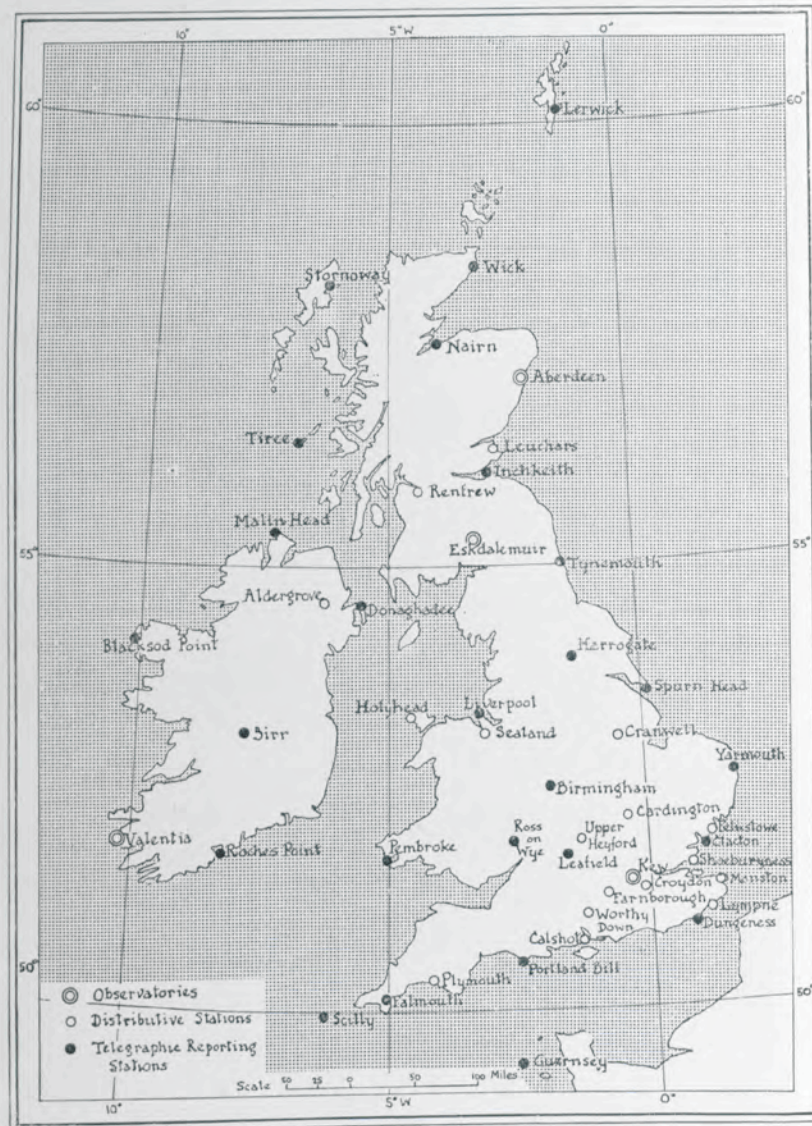 10°
5°W
0°
60°
60°
Lerwick
Wick
Stornoway
Nairn
Aberdeen
Tiree
Leuchars
Inchkeith
Renfrew
Malin Head
Eskdalemuir
55°
55°
Tynemouth
Aldergrove
Donaghadee
Blacksod Point
Harrogate
Spurn Head
Holyhead
Liverpool
Birr
Sealand
Cranwell
Yarmouth
Birmingham
Cardington
Valentia
Roches Point
Pembroke
Ross
on
Wye
Upper
Heyford
Leafield
Felixstowe
Clacton
Shoeburyness
Kew
Croydon
Manston
Farnborough
Lympne
Worthy
Down
Dungeness
Calshot
50°
50°
Portland Bill
Plymouth
Falmouth
Scilly
Guernsey
Observatories
Distributive Stations
Telegraphic Reporting
Stations
Scale 50 25 0 50 100 Miles
10°
5°W
0°